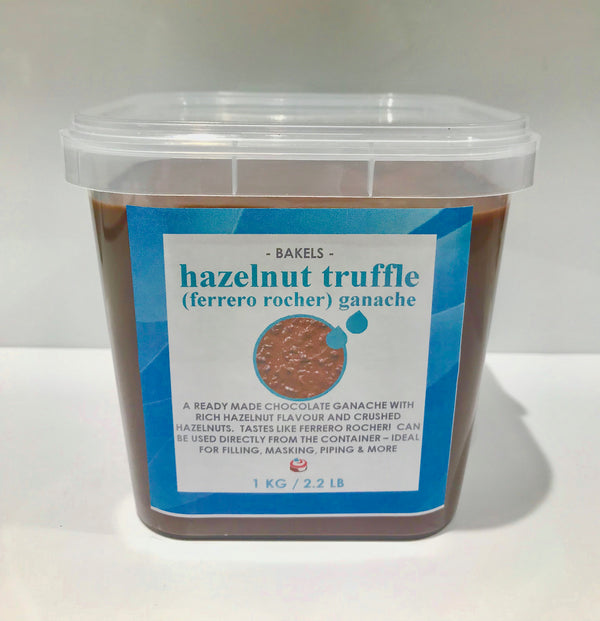 - BAKELS -
hazelnut truffle
(ferrero rocher) ganache
A READY MADE CHOCOLATE GANACHE WITH
RICH HAZELNUT FLAVOUR AND CRUSHED
HAZELNUTS. TASTES LIKE FERRERO ROCHER! CAN
BE USED DIRECTLY FROM THE CONTAINER – IDEAL
FOR FILLING, MASKING, PIPING & MORE
1 KG / 2.2 LB